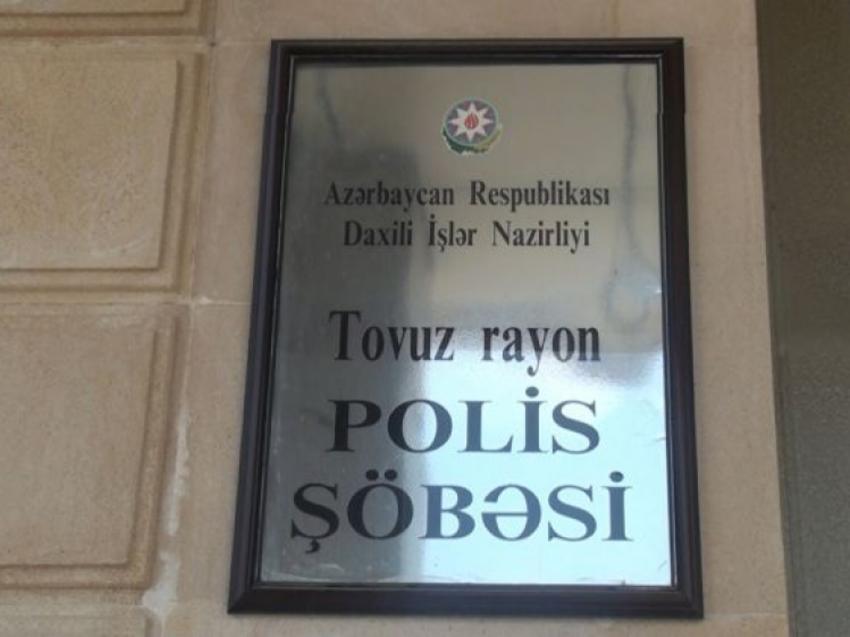 Azərbaycan Respublikası
Daxili İşlər Nazirliyi
Tovuz rayon
POLİS
ŞÖBƏSİ